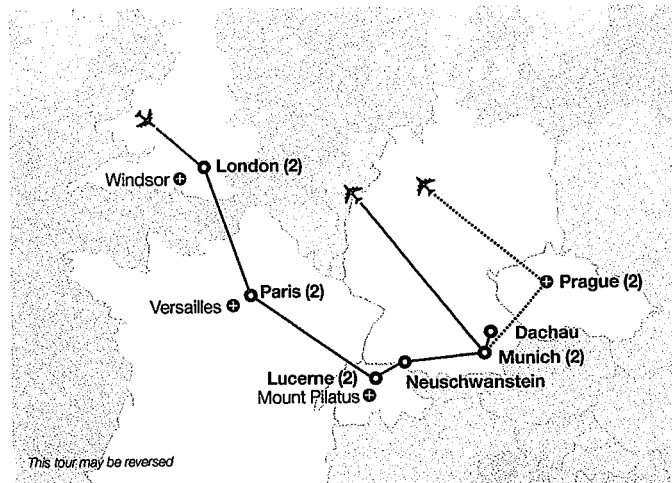 London (2)
Windsor
Paris (2)
Versailles
Prague (2)
Dachau
Munich (2)
Lucerne (2)
Neuschwanstein
Mount Pilatus
This tour may be reversed